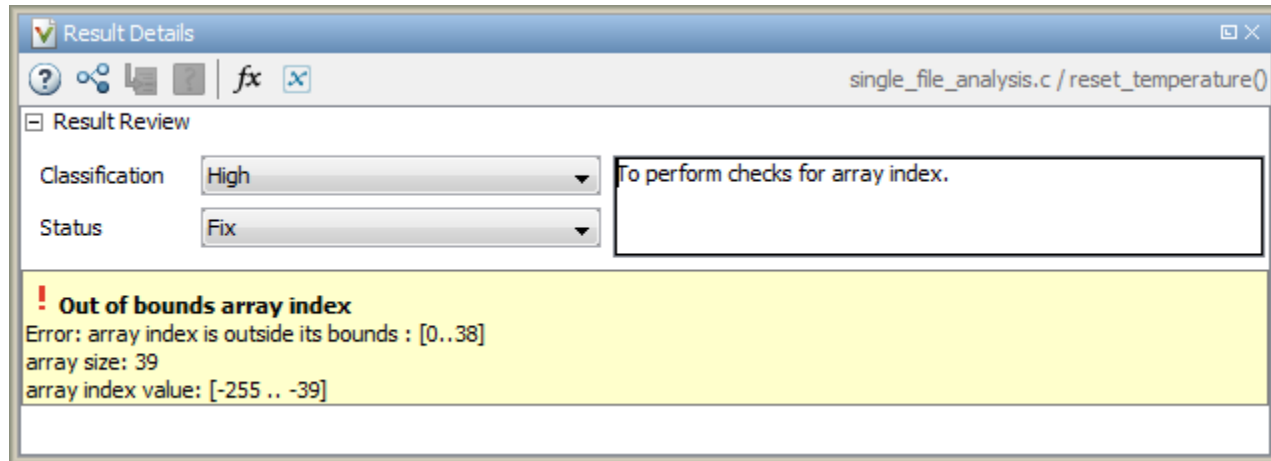 Result Details
fx x single_file_analysis.c / reset_temperature()
Result Review
Classification High To perform checks for array index.
Status Fix
! Out of bounds array index
Error: array index is outside its bounds : [0..38]
array size: 39
array index value: [-255 .. -39]